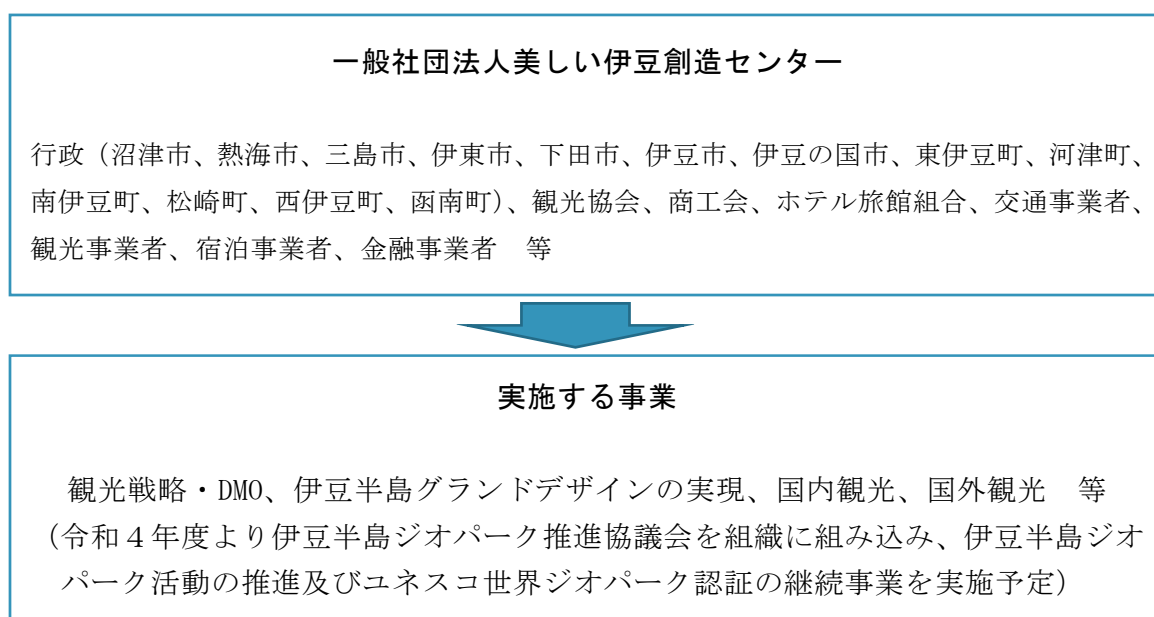 一般社団法人美しい伊豆創造センター
行政（沼津市、熱海市、三島市、伊東市、下田市、伊豆市、伊豆の国市、東伊豆町、河津町、
南伊豆町、松崎町、西伊豆町、函南町）、観光協会、商工会、ホテル旅館組合、交通事業者、
観光事業者、宿泊事業者、金融事業者　等
実施する事業
観光戦略・DMO、伊豆半島グランドデザインの実現、国内観光、国外観光　等
（令和４年度より伊豆半島ジオパーク推進協議会を組織に組み込み、伊豆半島ジオ
パーク活動の推進及びユネスコ世界ジオパーク認証の継続事業を実施予定）